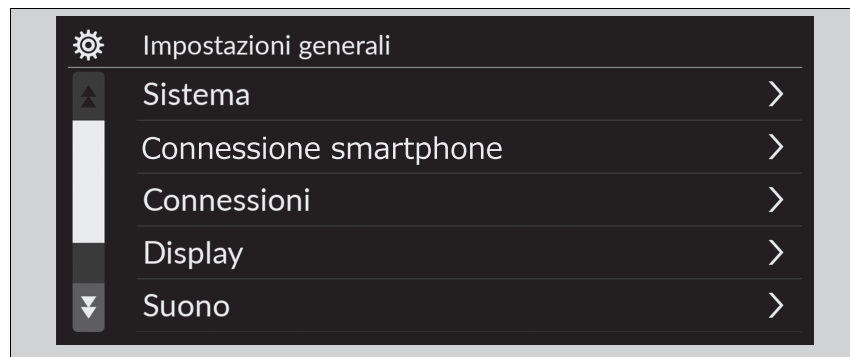 Impostazioni generali
Sistema
Connessione smartphone
Connessioni
Display
Suono